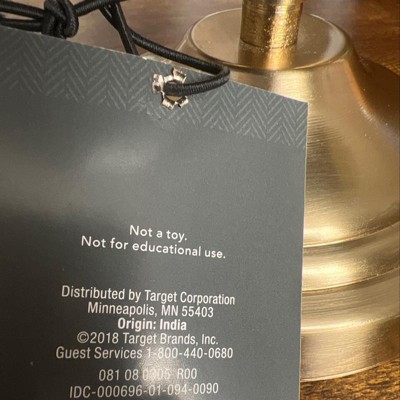 Not a toy.
Not for educational use.
Distributed by Target Corporation
Minneapolis, MN 55403
Origin: India
©2018 Target Brands, Inc.
Guest Services 1-800-440-0680
081 08 0305 R00
IDC-000696-01-094-0090